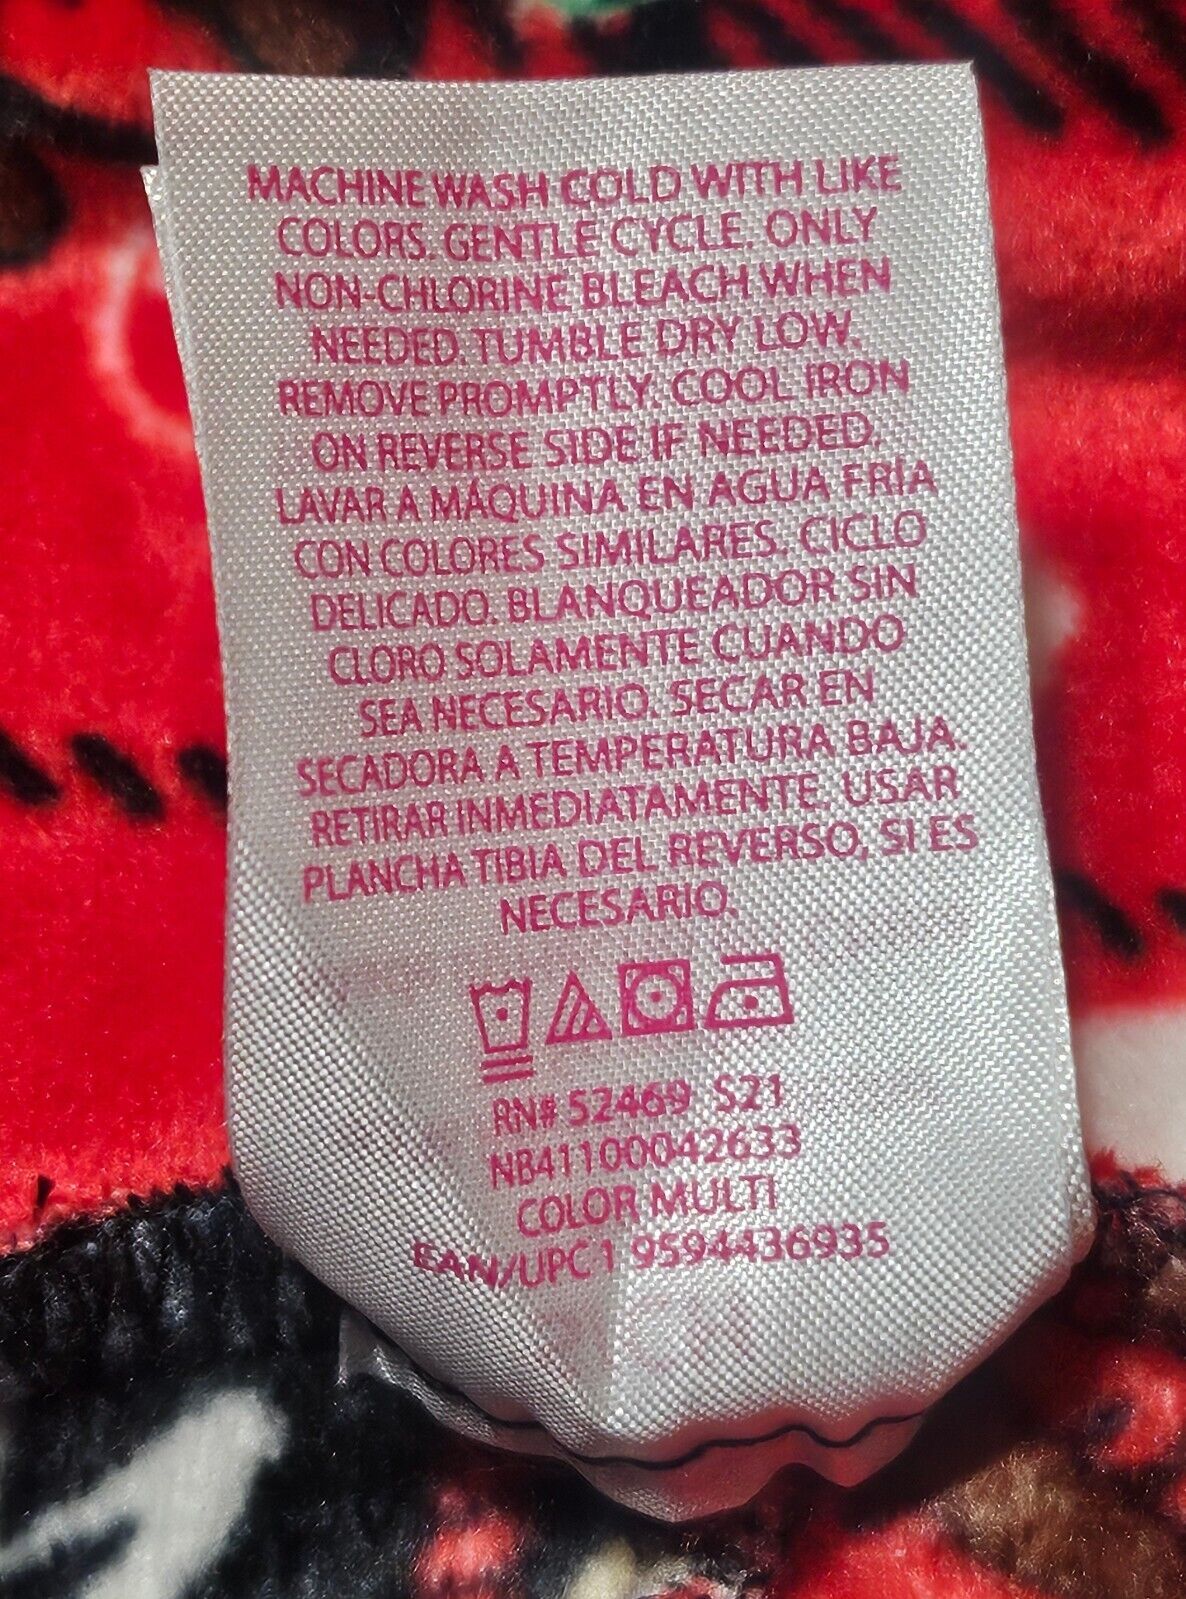 MACHINE WASH COLD WITH LIKE
COLORS. GENTLE CYCLE. ONLY
NON-CHLORINE BLEACH WHEN
NEEDED. TUMBLE DRY LOW.
REMOVE PROMPTLY. COOL IRON
ON REVERSE SIDE IF NEEDED.
LAVAR A MÁQUINA EN AGUA FRÍA
CON COLORES SIMILARES. CICLO
DELICADO. BLANQUEADOR SIN
CLORO SOLAMENTE CUANDO
SEA NECESARIO. SECAR EN
SECADORA A TEMPERATURA BAJA.
RETIRAR INMEDIATAMENTE. USAR
PLANCHA TIBIA DEL REVERSO, SI ES
NECESARIO.
RN# 52469 S21
NB41100042633
COLOR MULTI
EAN/UPC 1 9594436935